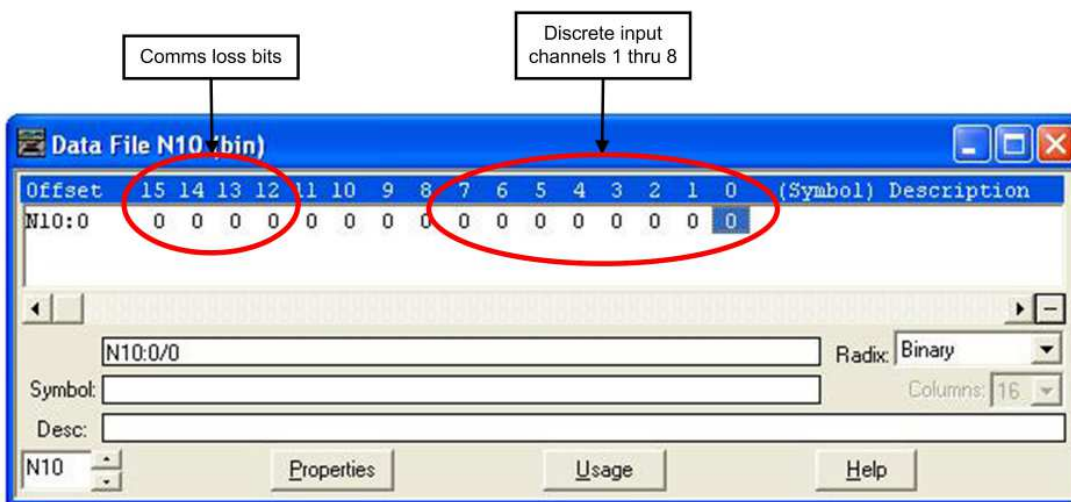 Comms loss bits
Discrete input
channels 1 thru 8
Data File N10 (bin)
Offset 15 14 13 12 11 10 9 8 7 6 5 4 3 2 1 0 (Symbol) Description
N10:0 0 0 0 0 0 0 0 0 0 0 0 0 0 0 0 0
N10:0/0
Radix: Binary
Symbol:
Columns: 16
Desc:
N10
Properties
Usage
Help